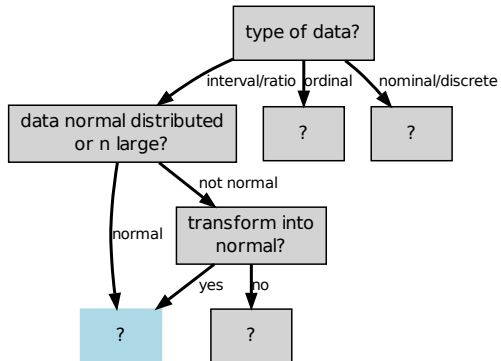 type of data?
interval/ratio
ordinal
nominal/discrete
data normal distributed
or n large?
?
?
not normal
normal
transform into
normal?
yes
no
?
?